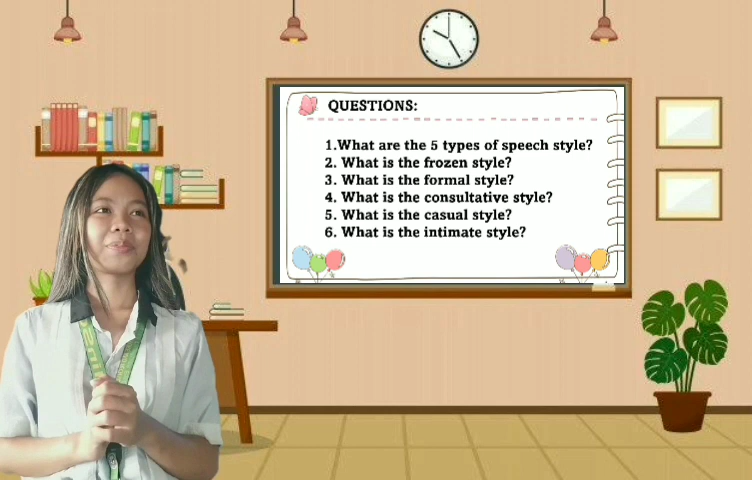 QUESTIONS:
1.What are the 5 types of speech style?
2. What is the frozen style?
3. What is the formal style?
4. What is the consultative style?
5. What is the casual style?
6. What is the intimate style?